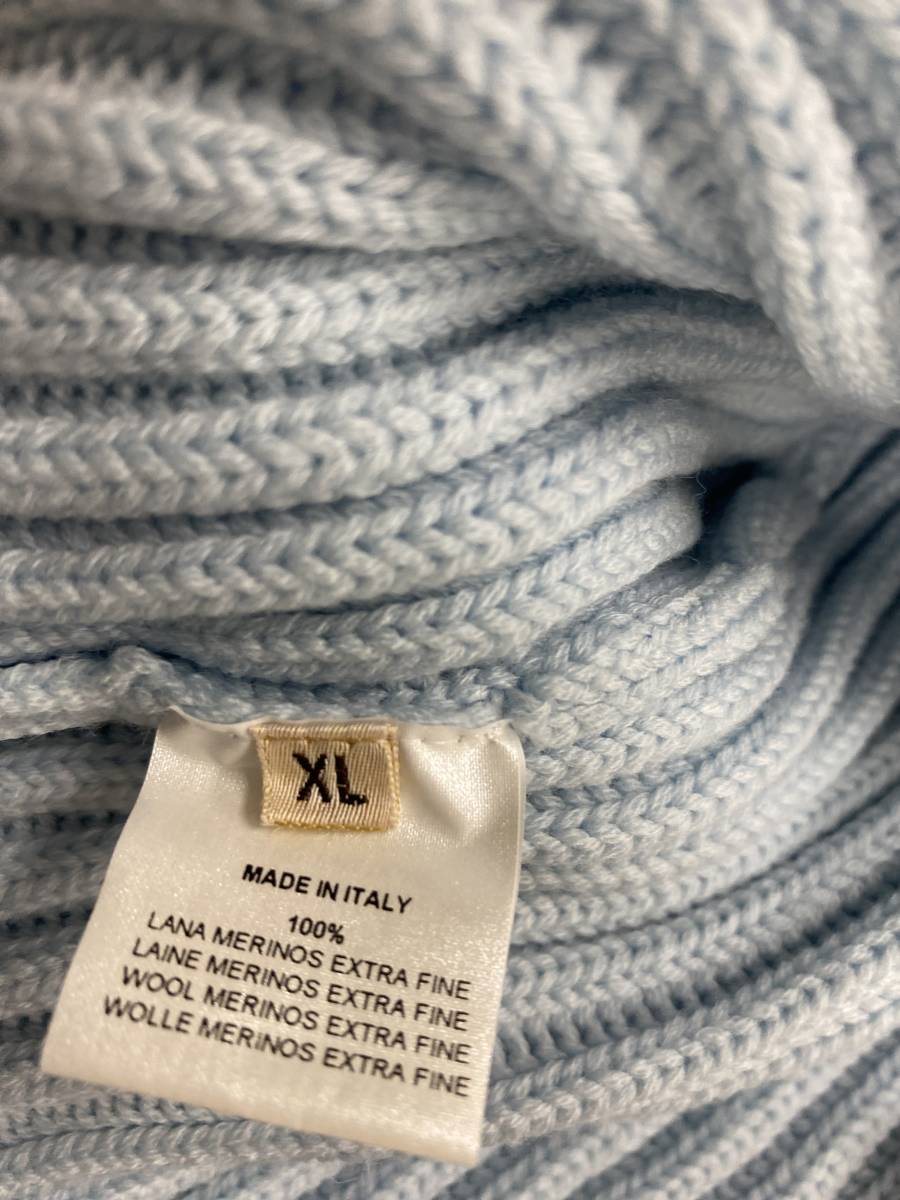 XL
MADE IN ITALY
100%
LANA MERINOS EXTRA FINE
LAINE MERINOS EXTRA FINE
WOOL MERINOS EXTRA FINE
WOLLE MERINOS EXTRA FINE